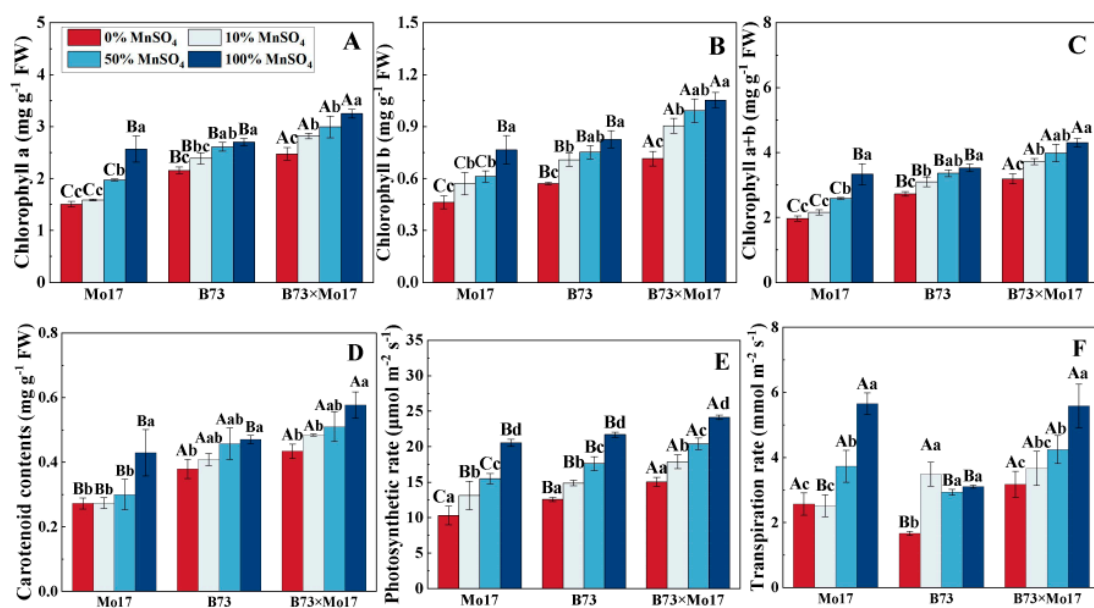 Chlorophyll a (mg g⁻¹ FW)
5
4
3
2
1
0
0% MnSO₄ 10% MnSO₄
50% MnSO₄ 100% MnSO₄
A
Cc Cc Cb Ba Bc Bbc Bab Ba Ac Ab Ab Aa
Mo17 B73 B73×Mo17
Chlorophyll b (mg g⁻¹ FW)
1.5
1.2
0.9
0.6
0.3
0.0
B
Cc Cb Cb Ba Bc Bb Ba Ba Ac Ab Aab Aa
Mo17 B73 B73×Mo17
Chlorophyll a+b (mg g⁻¹ FW)
8
6
4
2
0
C
Cc Cc Cb Ba Bc Bb Bab Ba Ac Ab Aab Aa
Mo17 B73 B73×Mo17
Carotenoid contents (mg g⁻¹ FW)
0.8
0.6
0.4
0.2
0.0
D
Bb Bb Bb Ba Ab Aab Aab Ba Ab Ab Aab Aa
Mo17 B73 B73×Mo17
Photosynthetic rate (μmol m⁻² s⁻¹)
35
30
25
20
15
10
5
0
E
Ca Bb Cc Bd Ba Bb Bc Bd Aa Ab Ac Ad
Mo17 B73 B73×Mo17
Transpiration rate (mmol m⁻² s⁻¹)
8
6
4
2
0
F
Ac Bc Ab Aa Bb Aa Ba Ba Ac Abc Ab Aa
Mo17 B73 B73×Mo17